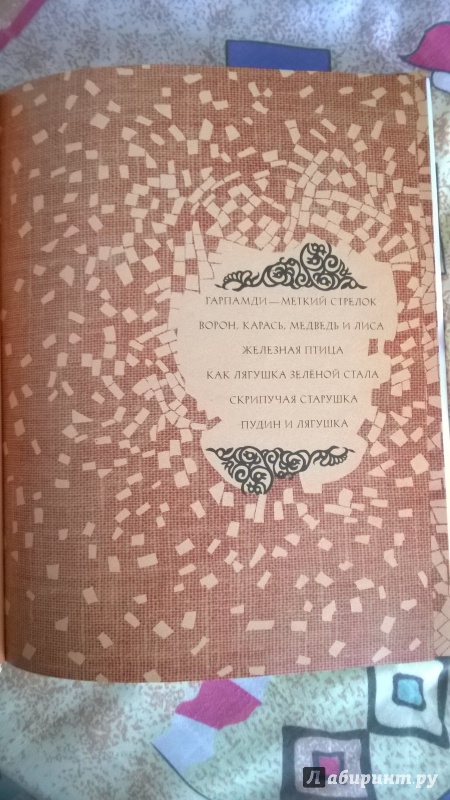 ГАРПАМДИ—МЕТКИЙ СТРЕЛОК
ВОРОН, КАРАСЬ, МЕДВЕДЬ И ЛИСА
ЖЕЛЕЗНАЯ ПТИЦА
КАК ЛЯГУШКА ЗЕЛЁНОЙ СТАЛА
СКРИПУЧАЯ СТАРУШКА
ПУДИН И ЛЯГУШКА
Лабиринт.ру